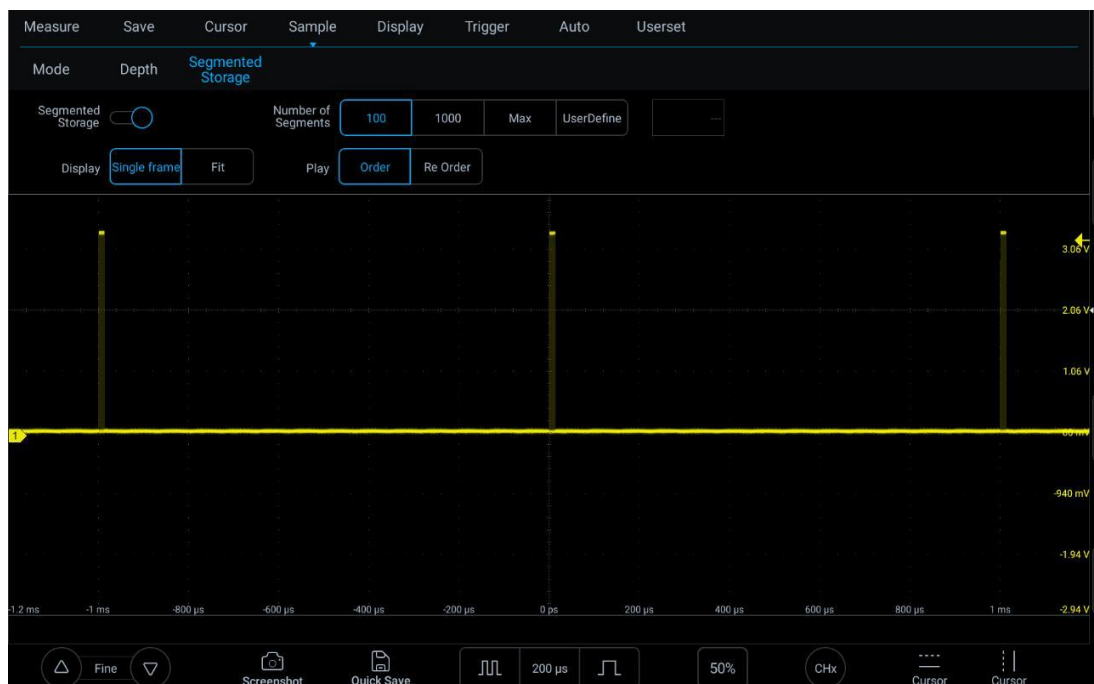 Measure Save Cursor Sample Display Trigger Auto Userset
Mode Depth Segmented Storage
Segmented Storage Number of Segments 100 1000 Max UserDefine ---
Display Single frame Fit Play Order Re Order
3.06 V
2.06 V
1.06 V
1
60 mV
-940 mV
-1.94 V
-2.94 V
-1.2 ms -1 ms -800 μs -600 μs -400 μs -200 μs 0 ps 200 μs 400 μs 600 μs 800 μs 1 ms
Fine Screenshot Quick Save 200 μs 50% CHx Cursor Cursor